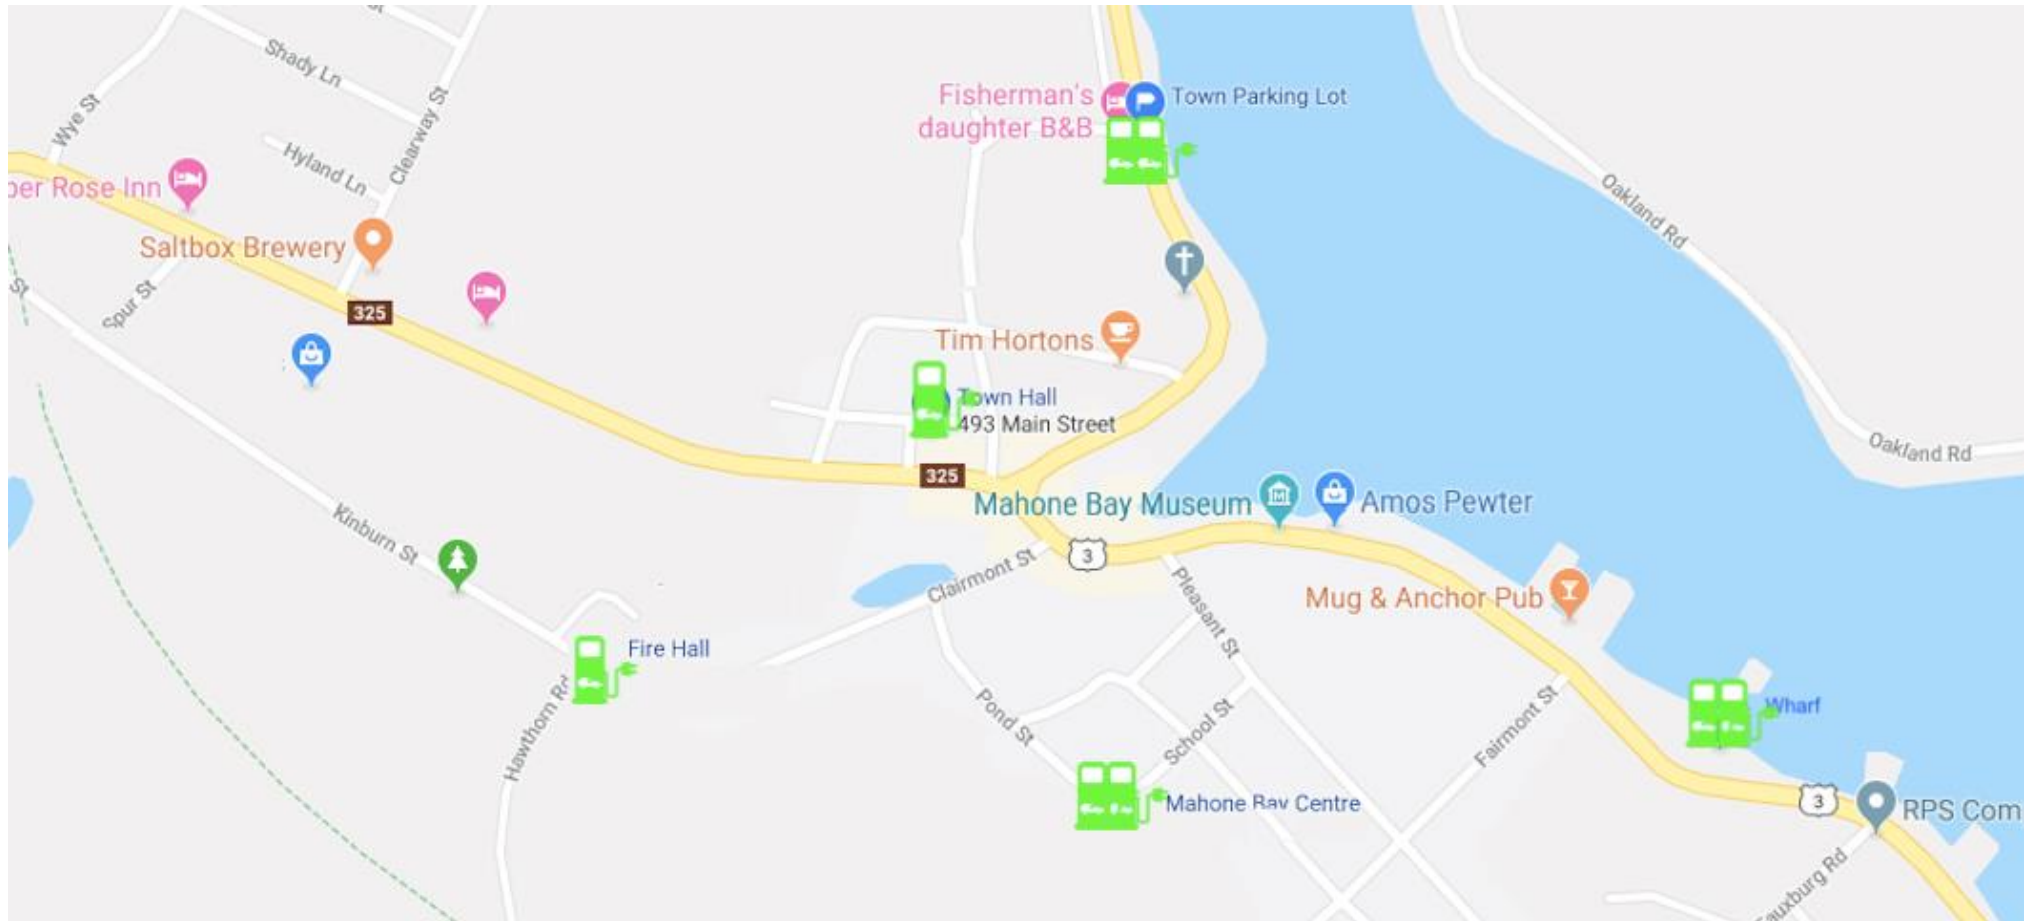 Shady Ln
Wye St
Clearway St
Hyland Ln
Fisherman's
daughter B&B
Town Parking Lot
Oakland Rd
per Rose Inn
Saltbox Brewery
St
Spur St
325
Tim Hortons
Town Hall
493 Main Street
Oakland Rd
325
Mahone Bay Museum
Amos Pewter
Kinburn St
3
Clairmont St
Pleasant St
Mug & Anchor Pub
Fire Hall
Hawthorn Rd
Pond St
School St
Fairmont St
Wharf
Mahone Bay Centre
3
RPS Com
auxburg Rd